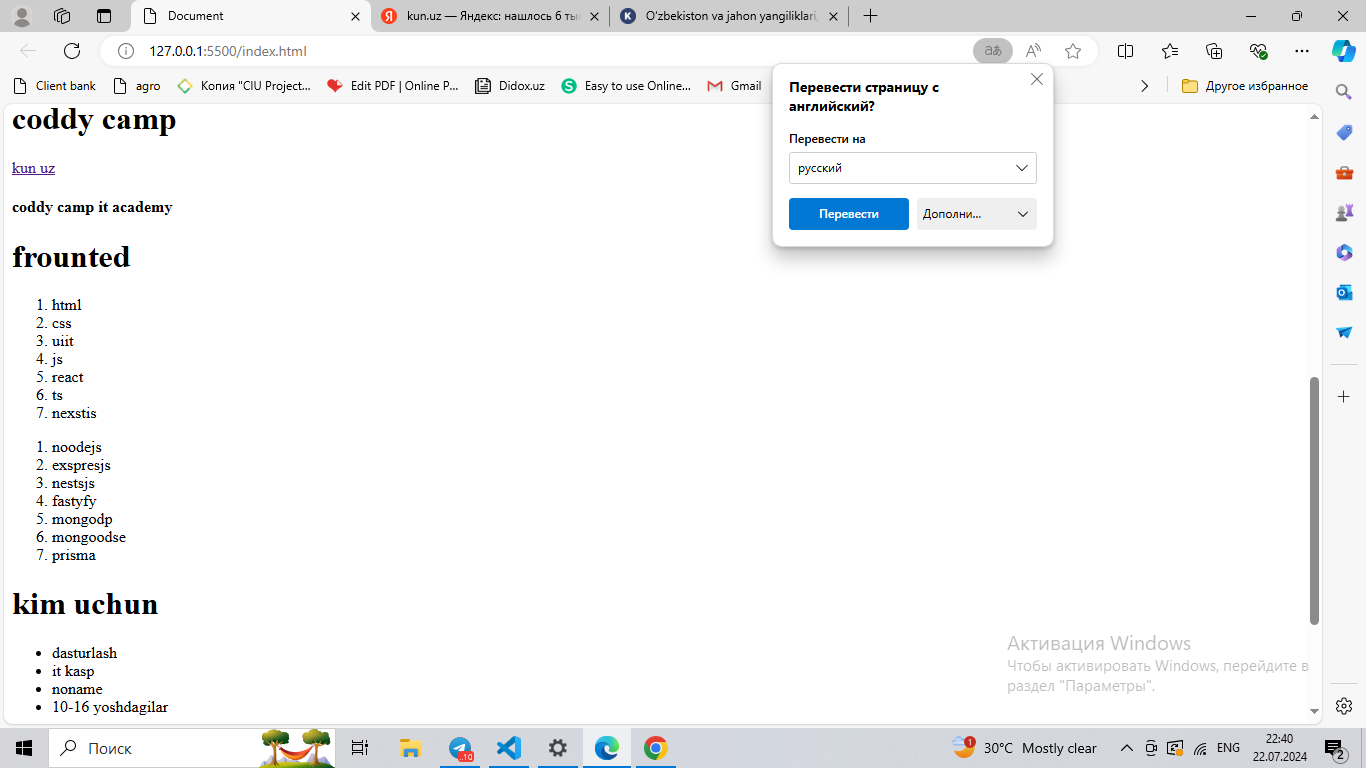 Document
kun.uz — Яндекс: нашлось 6 тыс
K
Oʻzbekiston va jahon yangiliklari,
127.0.0.1:5500/index.html
Client bank
agro
Копия "CIU Project...
Edit PDF | Online P...
Didox.uz
Easy to use Online...
Gmail
Другое избранное
Перевести страницу с
английский?
Перевести на
русский
Перевести
Дополни...
coddy camp
kun uz
coddy camp it academy
frounted
1. html
2. css
3. uiit
4. js
5. react
6. ts
7. nexstis
1. noodejs
2. exspresjs
3. nestsjs
4. fastyfy
5. mongodp
6. mongoodse
7. prisma
kim uchun
dasturlash
it kasp
noname
10-16 yoshdagilar
Активация Windows
Чтобы активировать Windows, перейдите в
раздел "Параметры".
Поиск
.10
1
30°C Mostly clear
ENG
22:40
22.07.2024
2